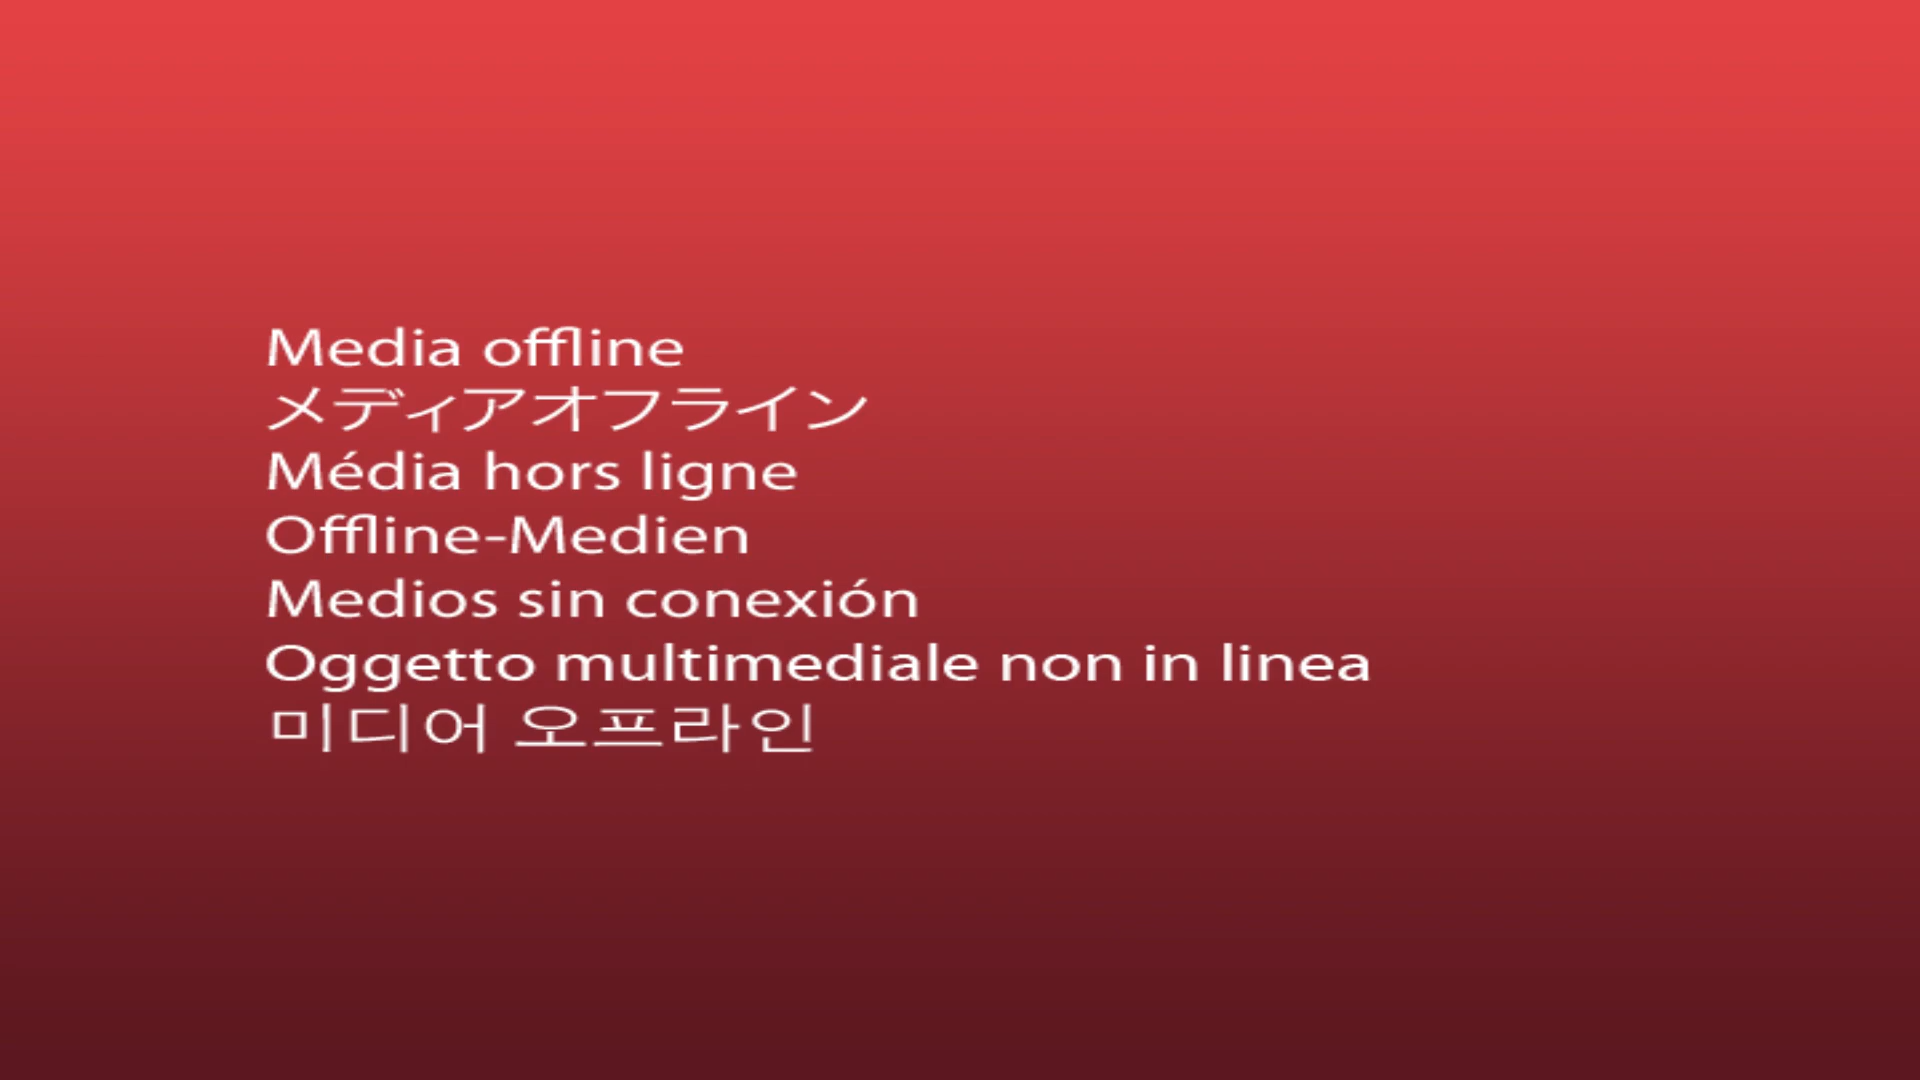 Media offline
メディアオフライン
Média hors ligne
Offline-Medien
Medios sin conexión
Oggetto multimediale non in linea
미디어 오프라인